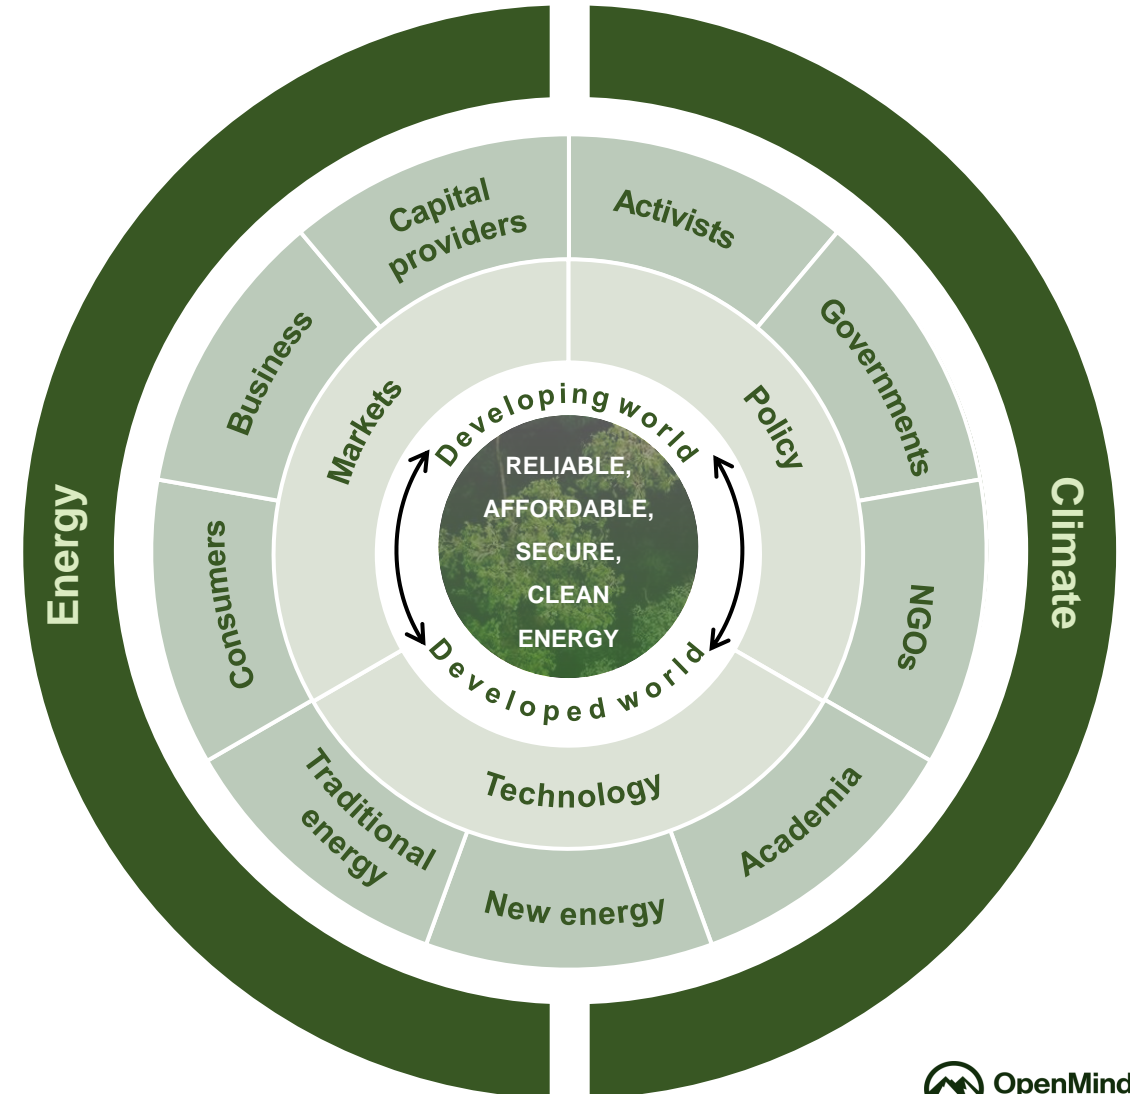 Energy
Climate
Capital
providers
Activists
Governments
NGOs
Academia
New energy
Traditional
energy
Consumers
Business
Markets
Policy
Technology
Developing world
RELIABLE,
AFFORDABLE,
SECURE,
CLEAN
ENERGY
Developed world
OpenMind